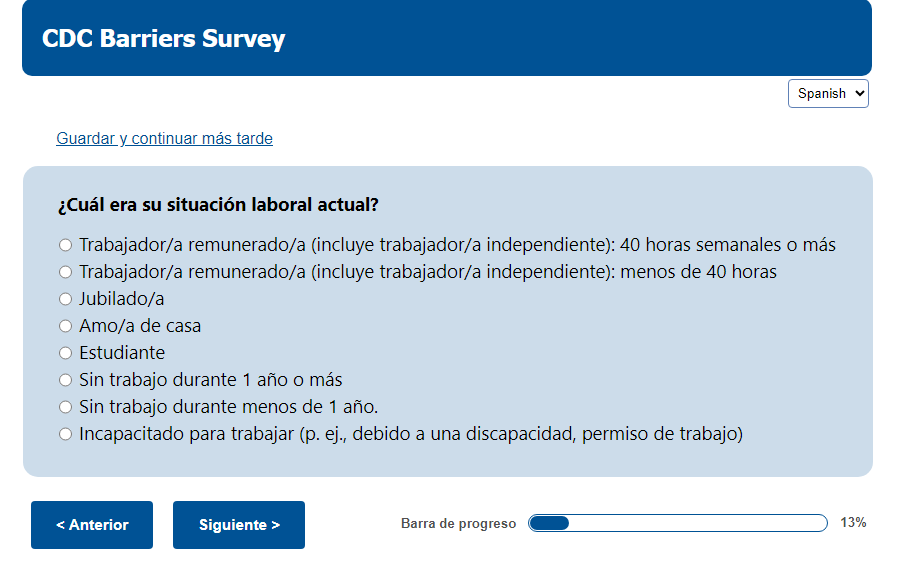 CDC Barriers Survey
Spanish
Guardar y continuar más tarde
¿Cuál era su situación laboral actual?
Trabajador/a remunerado/a (incluye trabajador/a independiente): 40 horas semanales o más
Trabajador/a remunerado/a (incluye trabajador/a independiente): menos de 40 horas
Jubilado/a
Amo/a de casa
Estudiante
Sin trabajo durante 1 año o más
Sin trabajo durante menos de 1 año.
Incapacitado para trabajar (p. ej., debido a una discapacidad, permiso de trabajo)
< Anterior
Siguiente >
Barra de progreso
13%